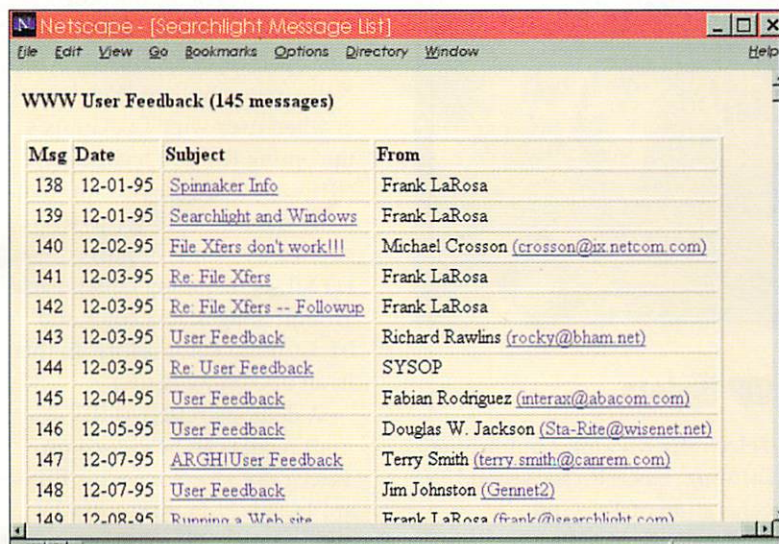 N Netscape - [Searchlight Message List]
File Edit View Go Bookmarks Options Directory Window Help
WWW User Feedback (145 messages)
Msg Date Subject From
138 12-01-95 Spinnaker Info Frank LaRosa
139 12-01-95 Searchlight and Windows Frank LaRosa
140 12-02-95 File Xfers don't work!!! Michael Crosson (crosson@ix.netcom.com)
141 12-03-95 Re: File Xfers Frank LaRosa
142 12-03-95 Re: File Xfers -- Followup Frank LaRosa
143 12-03-95 User Feedback Richard Rawlins (rocky@bham.net)
144 12-03-95 Re: User Feedback SYSOP
145 12-04-95 User Feedback Fabian Rodriguez (interax@abacom.com)
146 12-05-95 User Feedback Douglas W. Jackson (Sta-Rite@wisenet.net)
147 12-07-95 ARGH!User Feedback Terry Smith (terry.smith@canrem.com)
148 12-07-95 User Feedback Jim Johnston (Gennet2)
149 12-08-95 Running a Web site Frank LaRosa (frank@searchlight.com)